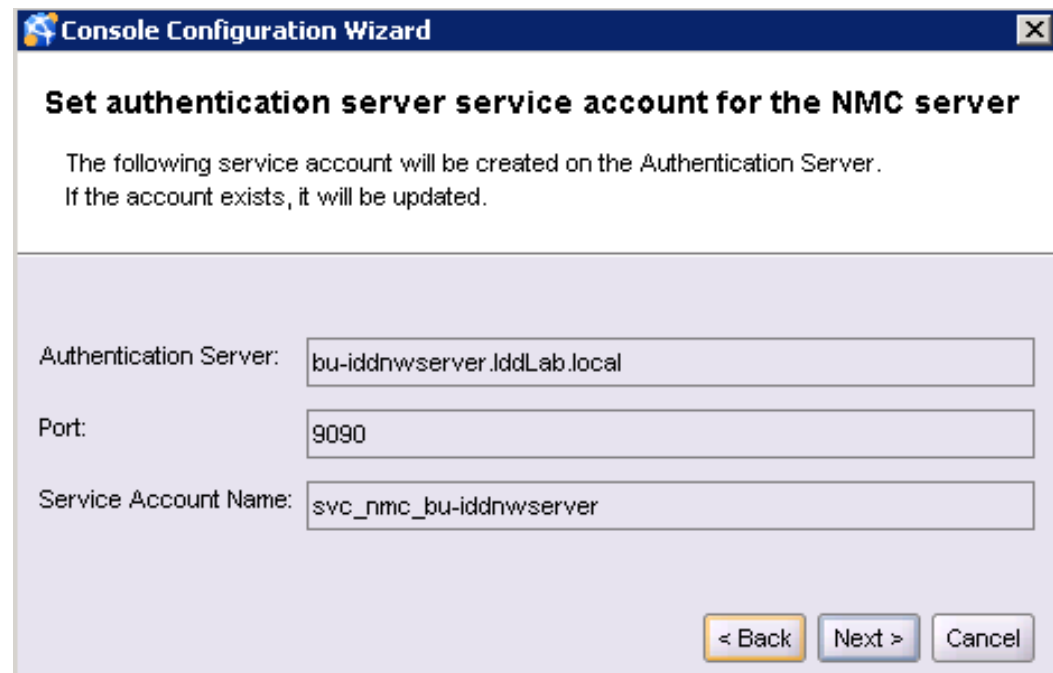 Console Configuration Wizard
Set authentication server service account for the NMC server
The following service account will be created on the Authentication Server.
If the account exists, it will be updated.
Authentication Server: bu-iddnwserver.IddLab.local
Port: 9090
Service Account Name: svc_nmc_bu-iddnwserver
< Back Next > Cancel